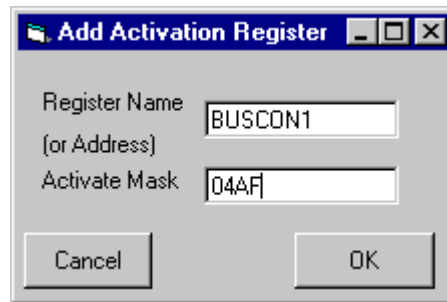 Add Activation Register
Register Name
BUSCON1
(or Address)
Activate Mask
04AF
Cancel
OK